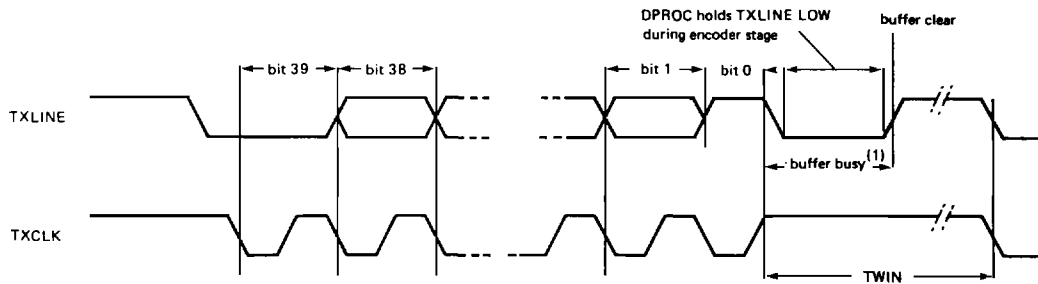 DPROC holds TXLINE LOW
during encoder stage
buffer clear
bit 39
bit 38
bit 1
bit 0
TXLINE
buffer busy(1)
TXCLK
TWIN